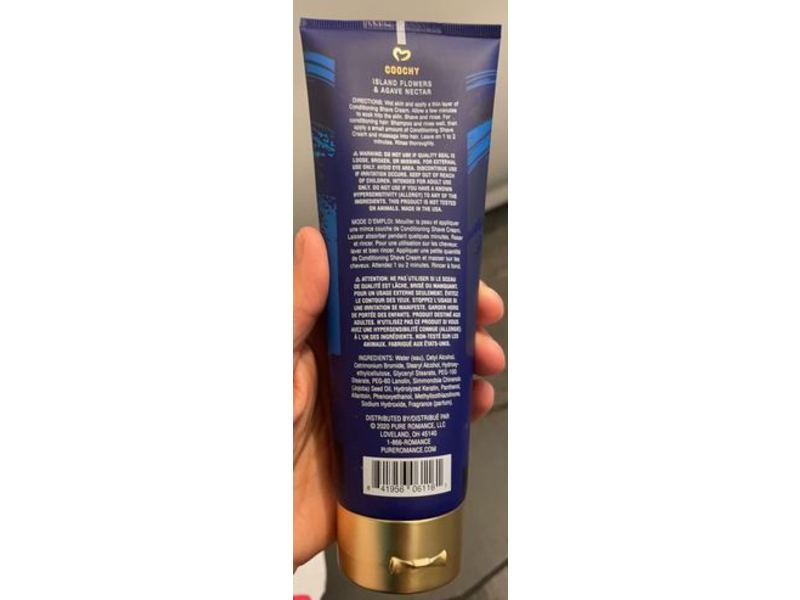 COOCHY
ISLAND FLOWERS
& AGAVE NECTAR
DIRECTIONS: Wet skin and apply a thin layer of
Conditioning Shave Cream. Allow a few minutes
to soak into the skin. Shave and rinse. For
conditioning hair: Shampoo and rinse well, then
apply a small amount of Conditioning Shave
Cream and massage into hair. Leave on 1 to 2
minutes. Rinse thoroughly.
WARNING: DO NOT USE IF QUALITY SEAL IS
LOOSE, BROKEN, OR MISSING. FOR EXTERNAL
USE ONLY. AVOID EYE AREA. DISCONTINUE USE
IF IRRITATION OCCURS. KEEP OUT OF REACH
OF CHILDREN. INTENDED FOR ADULT USE
ONLY. DO NOT USE IF YOU HAVE A KNOWN
HYPERSENSITIVITY (ALLERGY) TO ANY OF THE
INGREDIENTS. THIS PRODUCT IS NOT TESTED
ON ANIMALS. MADE IN THE USA.
MODE D'EMPLOI: Mouiller la peau et appliquer
une mince couche de Conditioning Shave Cream.
Laisser absorber pendant quelques minutes. Raser
et rincer. Pour une utilisation sur les cheveux:
laver et bien rincer. Appliquer une petite quantité
de Conditioning Shave Cream et masser sur les
cheveux. Attendez 1 ou 2 minutes. Rincer à fond.
ATTENTION: NE PAS UTILISER SI LE SCEAU
DE QUALITÉ EST LÂCHE, BRISÉ OU MANQUANT.
POUR UN USAGE EXTERNE SEULEMENT. ÉVITEZ
LE CONTOUR DES YEUX. STOPPEZ L'USAGE SI
UNE IRRITATION SE MANIFESTE. GARDER HORS
DE PORTÉE DES ENFANTS. PRODUIT DESTINÉ AUX
ADULTES. N'UTILISEZ PAS CE PRODUIT SI VOUS
AVEZ UNE HYPERSENSIBILITÉ CONNUE (ALLERGIE)
À L'UN DES INGRÉDIENTS. NON-TESTÉ SUR LES
ANIMAUX. FABRIQUÉ AUX ÉTATS-UNIS.
INGREDIENTS: Water (eau), Cetyl Alcohol,
Cetrimonium Bromide, Stearyl Alcohol, Hydroxy-
ethylcellulose, Glyceryl Stearate, PEG-100
Stearate, PEG-60 Lanolin, Simmondsia Chinensis
(Jojoba) Seed Oil, Hydrolyzed Keratin, Panthenol,
Allantoin, Phenoxyethanol, Methylisothiazolinone,
Sodium Hydroxide, Fragrance (parfum).
DISTRIBUTED BY/DISTRIBUÉ PAR
© 2020 PURE ROMANCE, LLC
LOVELAND, OH 45140
1-866-ROMANCE
PUREROMANCE.COM
41956 06116